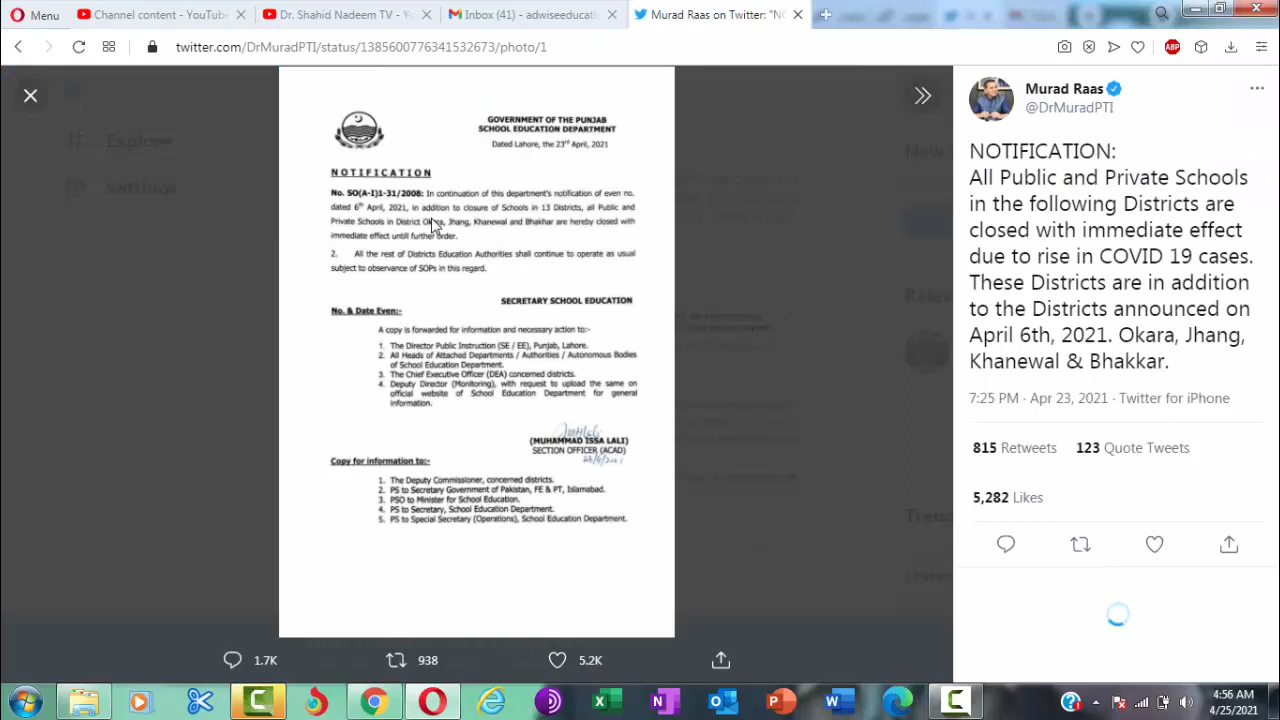 Menu
Channel content - YouTube
Dr. Shahid Nadeem TV - Y
Inbox (41) - adwiseeducati
Murad Raas on Twitter: "NO
twitter.com/DrMuradPTI/status/1385600776341532673/photo/1
ABP
Explore
Settings
GOVERNMENT OF THE PUNJAB
SCHOOL EDUCATION DEPARTMENT
Dated Lahore, the 23rd April, 2021
NOTIFICATION
No. SO(A-I)1-31/2008: In continuation of this department's notification of even no.
dated 6th April, 2021, in addition to closure of Schools in 13 Districts, all Public and
Private Schools in District Okara, Jhang, Khanewal and Bhakhar are hereby closed with
immediate effect untill further order.
2. All the rest of Districts Education Authorities shall continue to operate as usual
subject to observance of SOPs in this regard.
SECRETARY SCHOOL EDUCATION
No. & Date Even:-
A copy is forwarded for information and necessary action to:-
1. The Director Public Instruction (SE / EE), Punjab, Lahore.
2. All Heads of Attached Departments / Authorities / Autonomous Bodies
of School Education Department.
3. The Chief Executive Officer (DEA) concerned districts.
4. Deputy Director (Monitoring), with request to upload the same on
official website of School Education Department for general
information.
(MUHAMMAD ISSA LALI)
SECTION OFFICER (ACAD)
23/4/2021
Copy for information to:-
1. The Deputy Commissioner, concerned districts.
2. PS to Secretary Government of Pakistan, FE & PT, Islamabad.
3. PSO to Minister for School Education.
4. PS to Secretary, School Education Department.
5. PS to Special Secretary (Operations), School Education Department.
1.7K
938
5.2K
Murad Raas
@DrMuradPTI
NOTIFICATION:
All Public and Private Schools
in the following Districts are
closed with immediate effect
due to rise in COVID 19 cases.
These Districts are in addition
to the Districts announced on
April 6th, 2021. Okara, Jhang,
Khanewal & Bhakkar.
7:25 PM · Apr 23, 2021 · Twitter for iPhone
815 Retweets 123 Quote Tweets
5,282 Likes
4:56 AM
4/25/2021